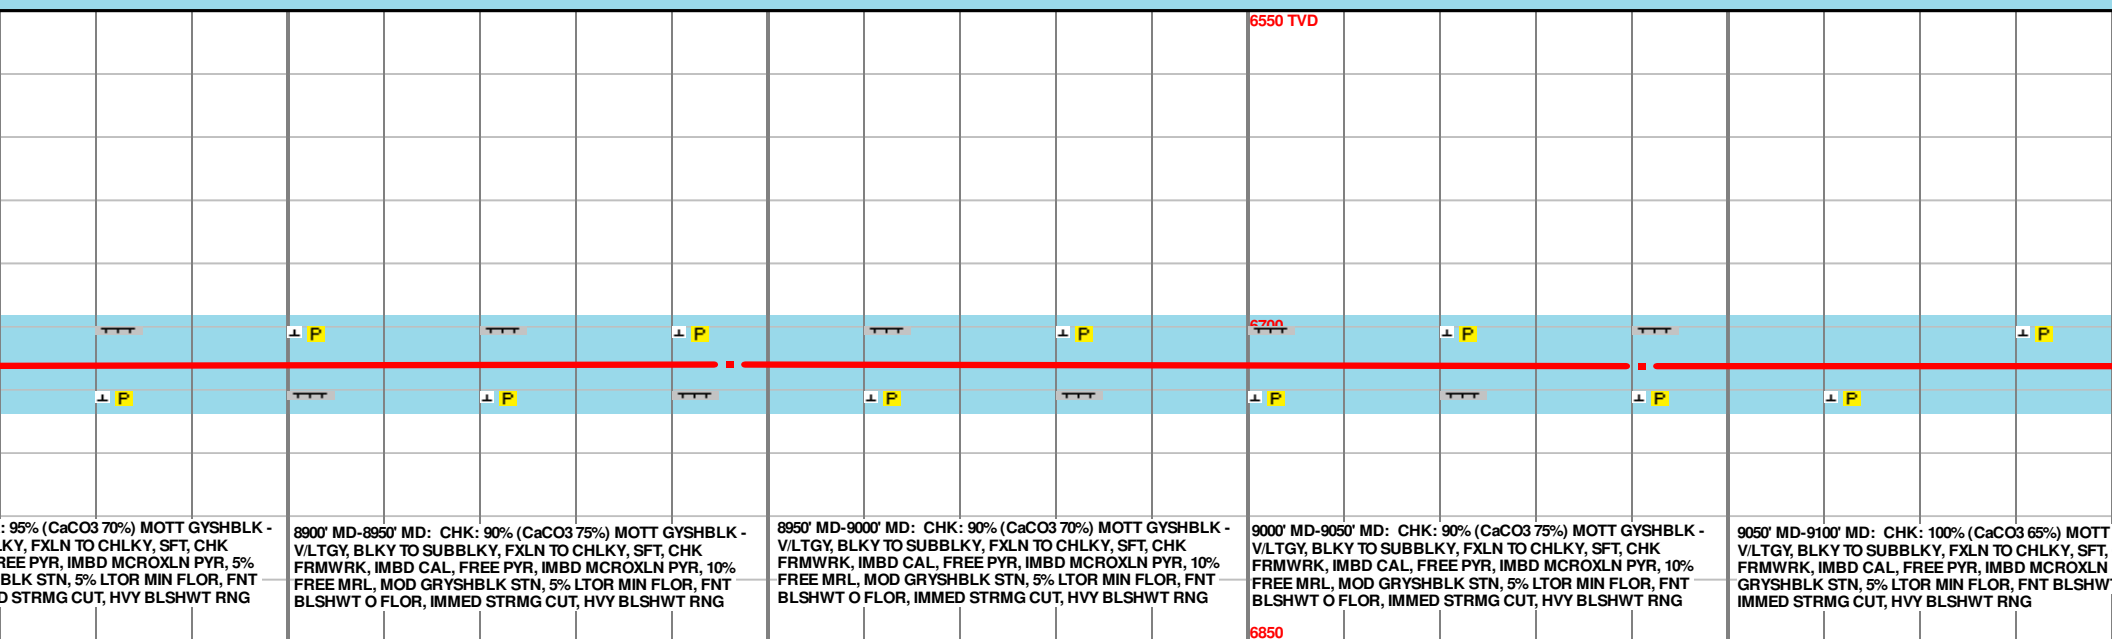 6550 TVD
6700
P P P P P
P P P P P P
: 95% (CaCO3 70%) MOTT GYSHBLK -
LKY, FXLN TO CHLKY, SFT, CHK
REE PYR, IMBD MCROXLN PYR, 5%
BLK STN, 5% LTOR MIN FLOR, FNT
D STRMG CUT, HVY BLSHWT RNG
8900' MD-8950' MD: CHK: 90% (CaCO3 75%) MOTT GYSHBLK -
V/LTGY, BLKY TO SUBBLKY, FXLN TO CHLKY, SFT, CHK
FRMWRK, IMBD CAL, FREE PYR, IMBD MCROXLN PYR, 10%
FREE MRL, MOD GRYSHBLK STN, 5% LTOR MIN FLOR, FNT
BLSHWT O FLOR, IMMED STRMG CUT, HVY BLSHWT RNG
8950' MD-9000' MD: CHK: 90% (CaCO3 70%) MOTT GYSHBLK -
V/LTGY, BLKY TO SUBBLKY, FXLN TO CHLKY, SFT, CHK
FRMWRK, IMBD CAL, FREE PYR, IMBD MCROXLN PYR, 10%
FREE MRL, MOD GRYSHBLK STN, 5% LTOR MIN FLOR, FNT
BLSHWT O FLOR, IMMED STRMG CUT, HVY BLSHWT RNG
9000' MD-9050' MD: CHK: 90% (CaCO3 75%) MOTT GYSHBLK -
V/LTGY, BLKY TO SUBBLKY, FXLN TO CHLKY, SFT, CHK
FRMWRK, IMBD CAL, FREE PYR, IMBD MCROXLN PYR, 10%
FREE MRL, MOD GRYSHBLK STN, 5% LTOR MIN FLOR, FNT
BLSHWT O FLOR, IMMED STRMG CUT, HVY BLSHWT RNG
9050' MD-9100' MD: CHK: 100% (CaCO3 65%) MOTT
V/LTGY, BLKY TO SUBBLKY, FXLN TO CHLKY, SFT,
FRMWRK, IMBD CAL, FREE PYR, IMBD MCROXLN
GRYSHBLK STN, 5% LTOR MIN FLOR, FNT BLSHW
IMMED STRMG CUT, HVY BLSHWT RNG
6850